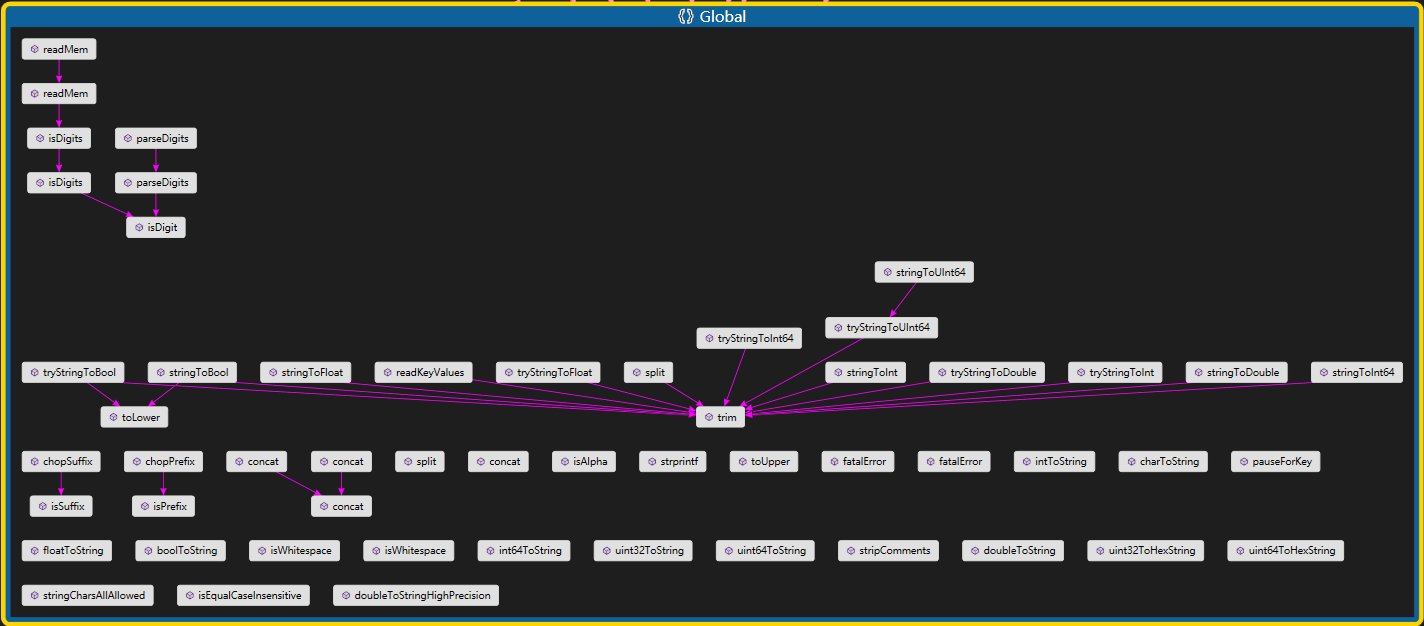 Global
readMem
readMem
isDigits parseDigits
isDigits parseDigits
isDigit
stringToUInt64
tryStringToUInt64
tryStringToInt64
tryStringToBool stringToBool stringToFloat readKeyValues tryStringToFloat split stringToInt tryStringToDouble tryStringToInt stringToDouble stringToInt64
toLower trim
chopSuffix chopPrefix concat concat split concat isAlpha strprintf toUpper fatalError fatalError intToString charToString pauseForKey
isSuffix isPrefix concat
floatToString boolToString isWhitespace isWhitespace int64ToString uint32ToString uint64ToString stripComments doubleToString uint32ToHexString uint64ToHexString
stringCharsAllAllowed isEqualCaseInsensitive doubleToStringHighPrecision